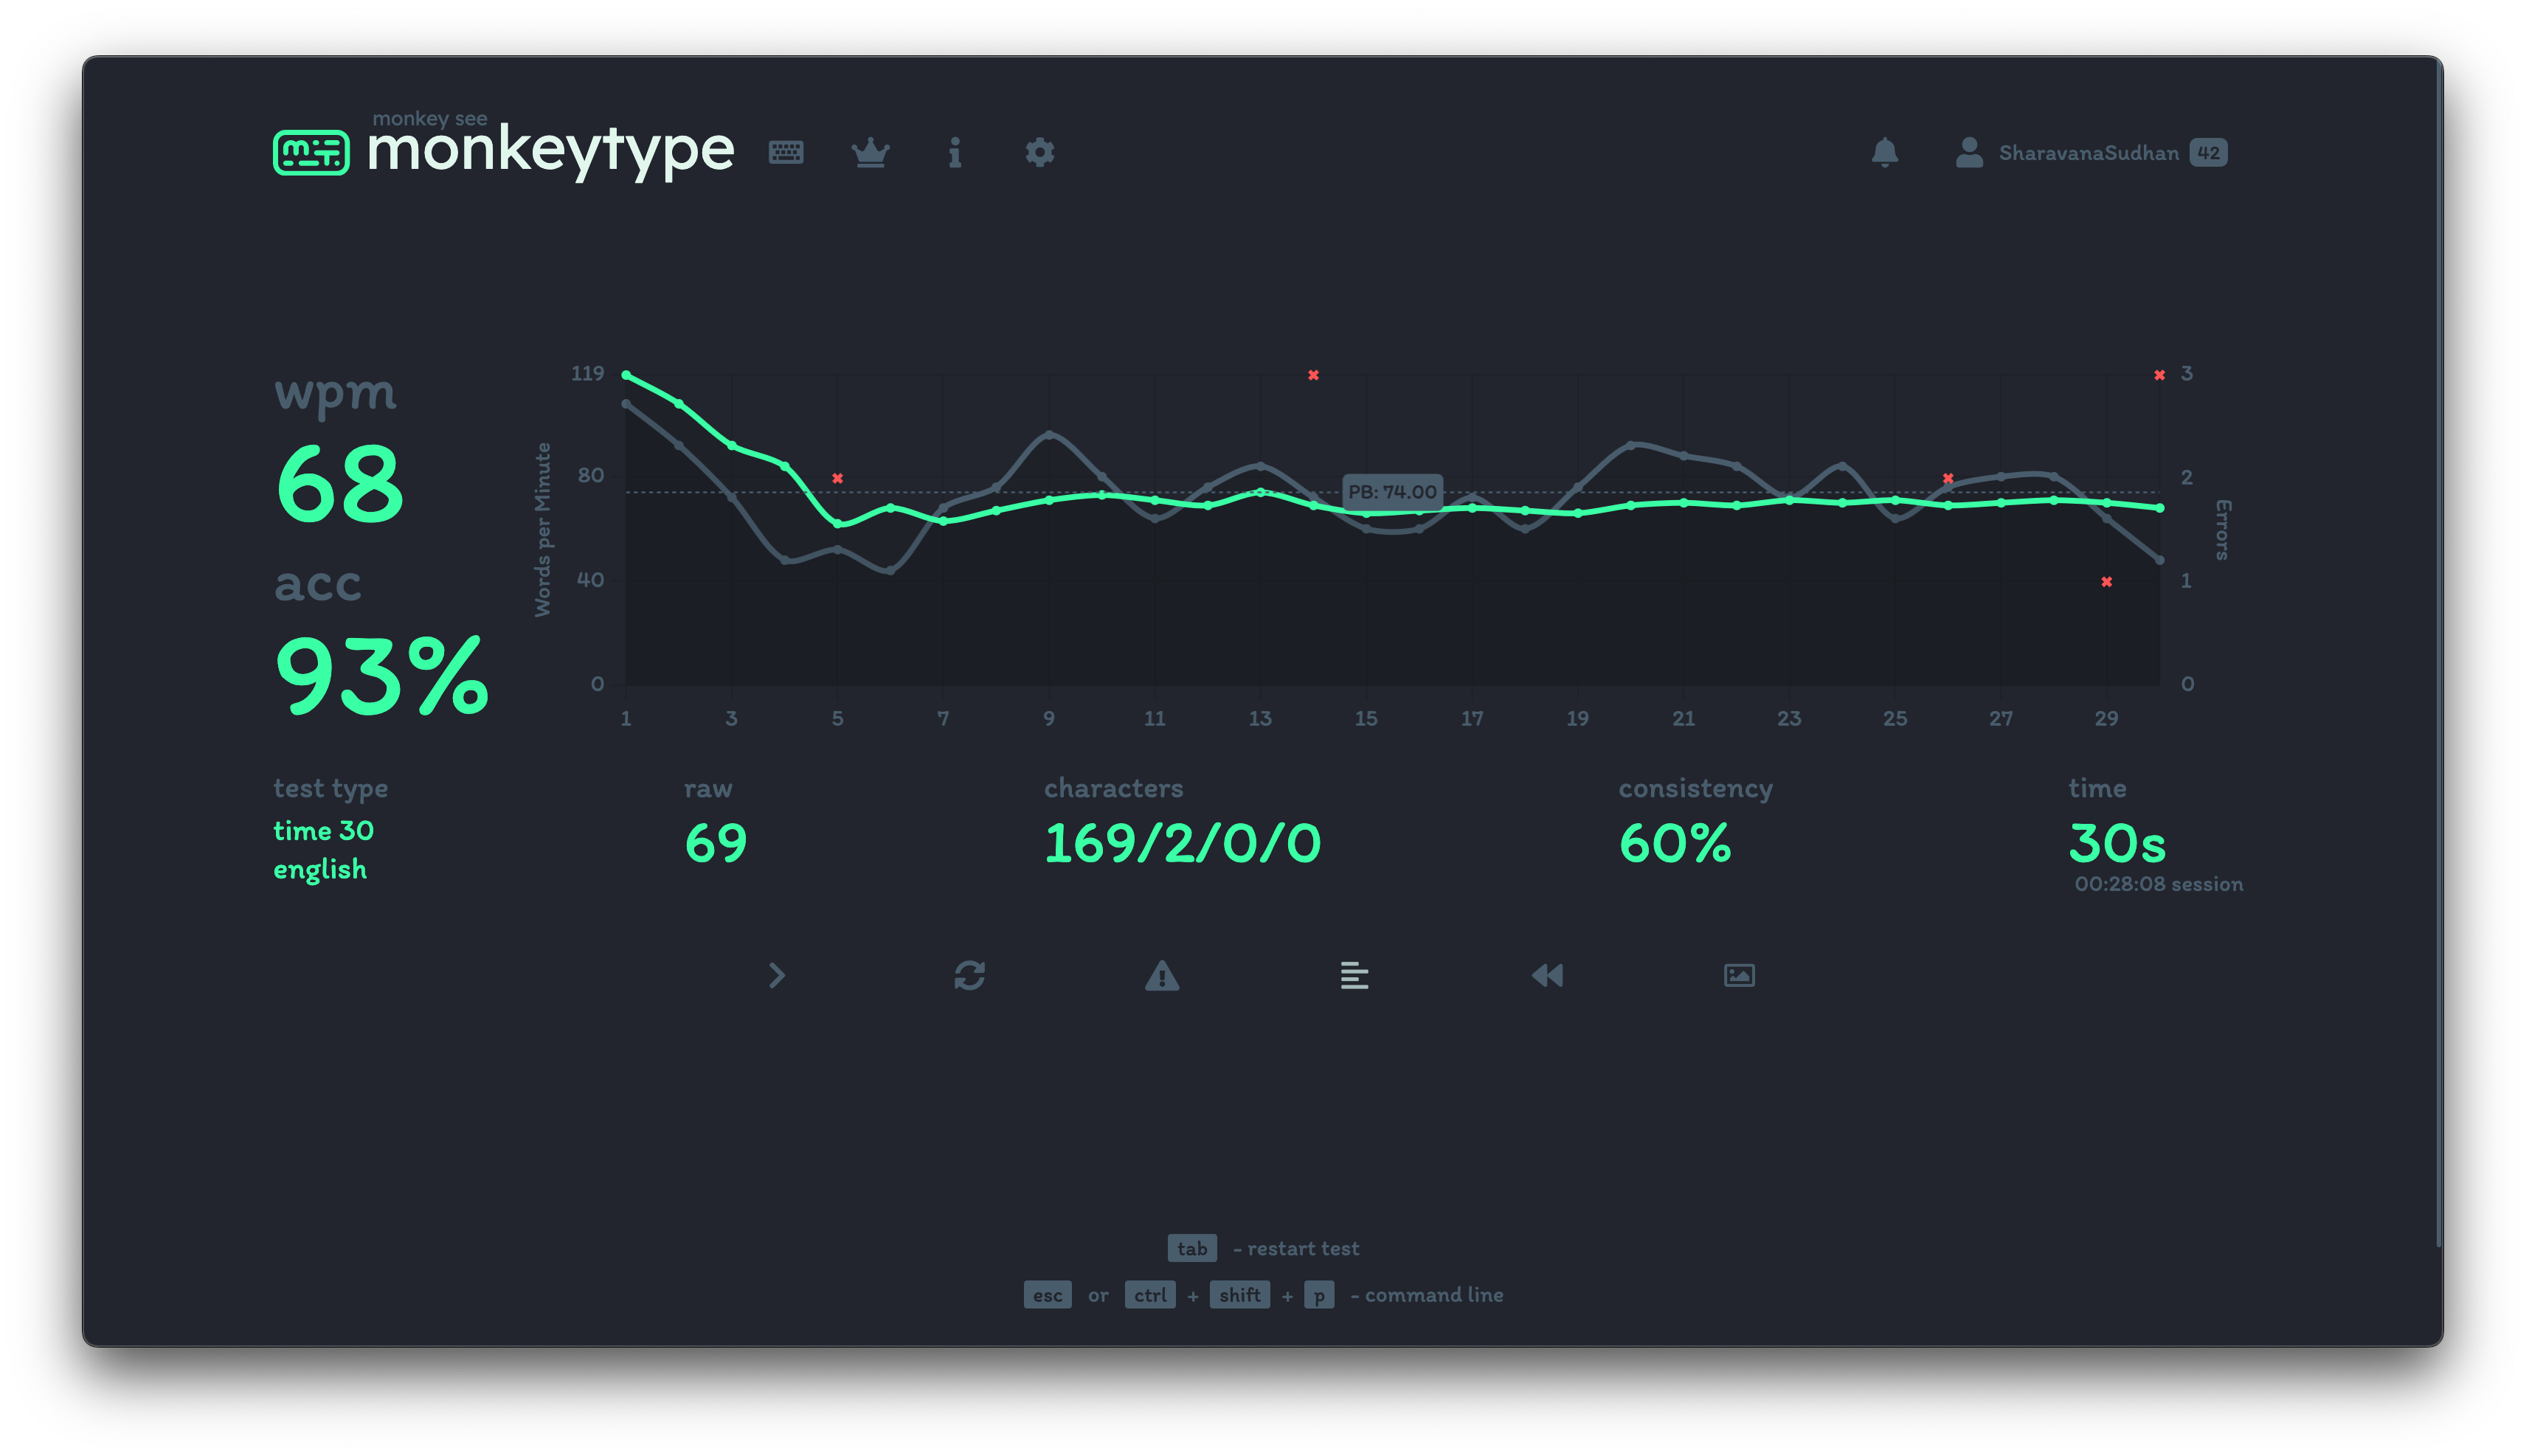 monkey see
monkeytype
SharavanaSudhan 42
wpm
68
acc
93%
Words per Minute
119
80
40
0
PB: 74.00
3
2
1
0
Errors
1 3 5 7 9 11 13 15 17 19 21 23 25 27 29
test type
time 30
english
raw
69
characters
169/2/0/0
consistency
60%
time
30s
00:28:08 session
tab - restart test
esc or ctrl + shift + p - command line